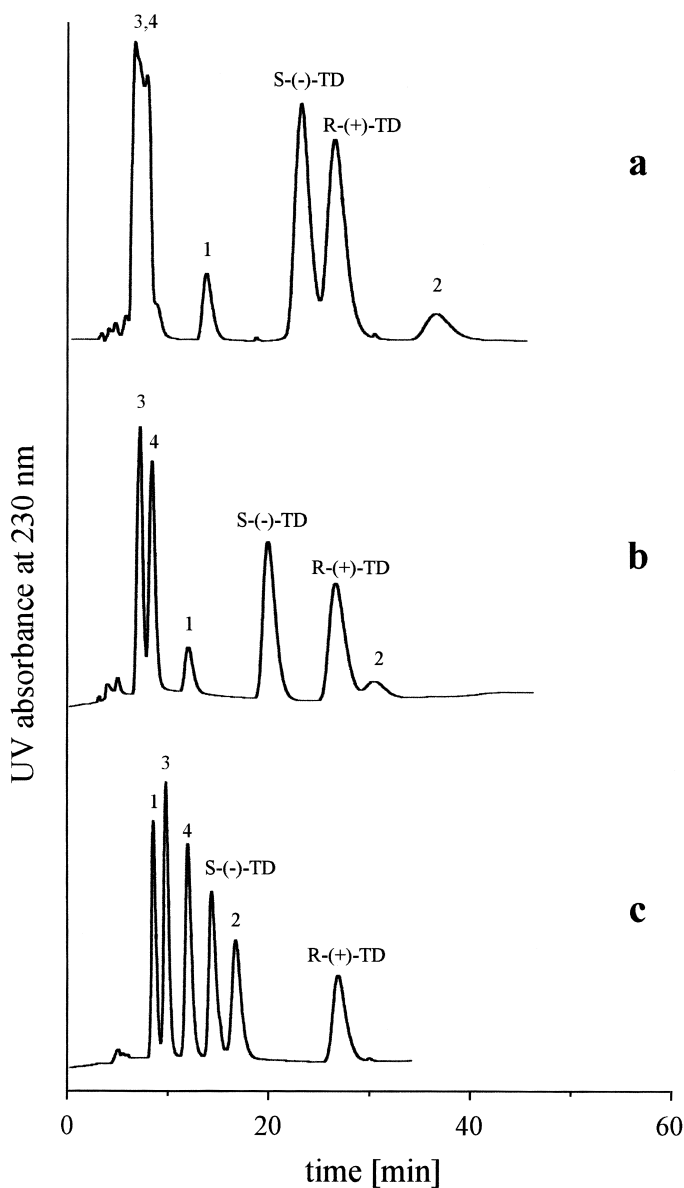 3,4
S-(-)-TD
R-(+)-TD
a
1
2
3
4
S-(-)-TD
b
R-(+)-TD
1
2
UV absorbance at 230 nm
3
1
4
S-(-)-TD
2
c
R-(+)-TD
0
20
40
60
time [min]